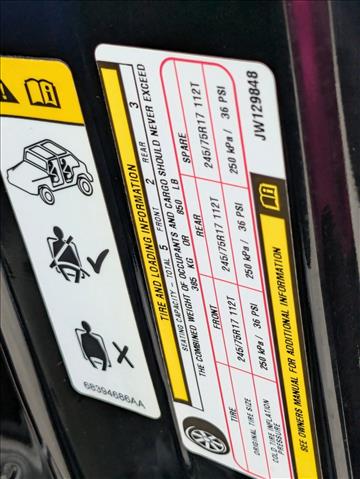 TIRE AND LOADING INFORMATION
SEATING CAPACITY - TOTAL 5 FRONT 2 REAR 3
THE COMBINED WEIGHT OF OCCUPANTS AND CARGO SHOULD NEVER EXCEED
385 KG OR 850 LB
TIRE FRONT REAR SPARE
ORIGINAL TIRE SIZE 245/75R17 112T 245/75R17 112T 245/75R17 112T
COLD TIRE INFLATION PRESSURE 250 kPa / 36 PSI 250 kPa / 36 PSI 250 kPa / 36 PSI
SEE OWNERS MANUAL FOR ADDITIONAL INFORMATION
JW129848
68394686AA